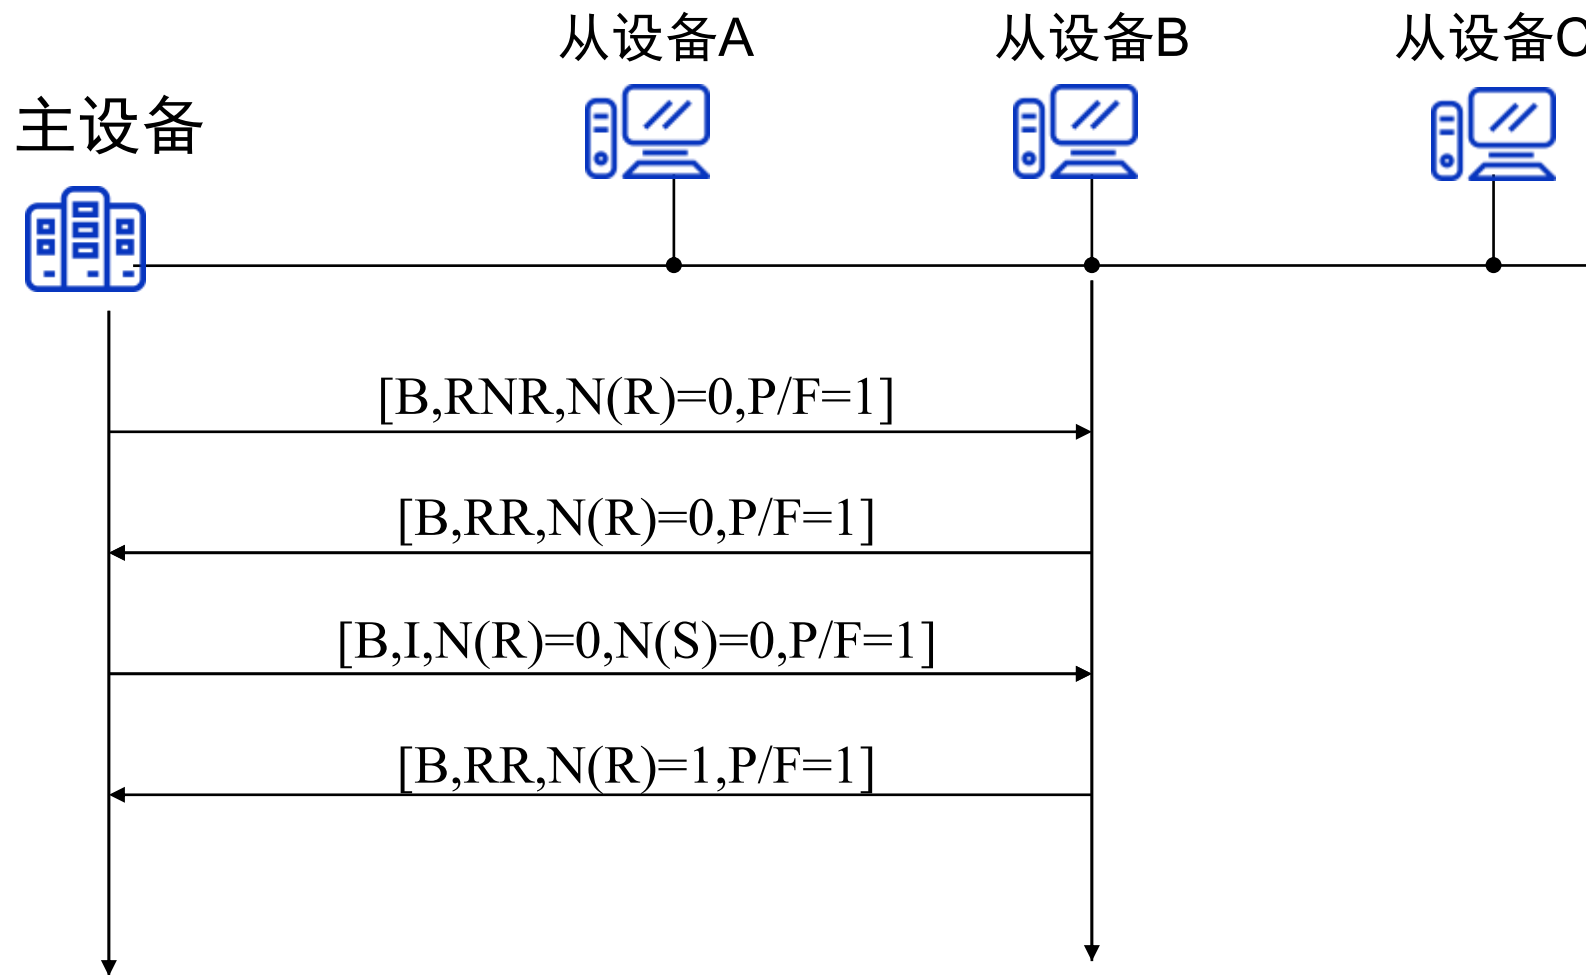 从设备A
从设备B
从设备C
主设备
[B,RNR,N(R)=0,P/F=1]
[B,RR,N(R)=0,P/F=1]
[B,I,N(R)=0,N(S)=0,P/F=1]
[B,RR,N(R)=1,P/F=1]